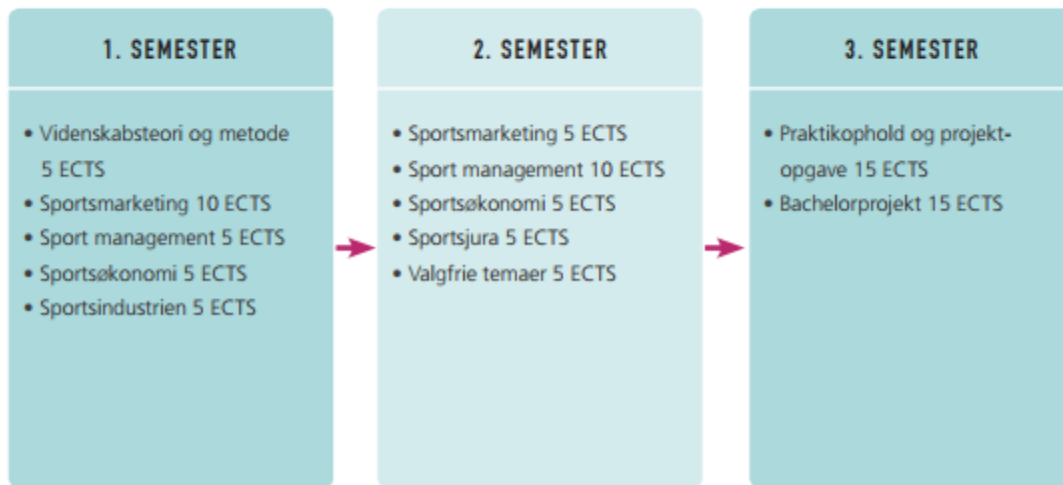 1. SEMESTER
• Videnskabsteori og metode
5 ECTS
• Sportsmarketing 10 ECTS
• Sport management 5 ECTS
• Sportsøkonomi 5 ECTS
• Sportsindustrien 5 ECTS
2. SEMESTER
• Sportsmarketing 5 ECTS
• Sport management 10 ECTS
• Sportsøkonomi 5 ECTS
• Sportsjura 5 ECTS
• Valgfrie temaer 5 ECTS
3. SEMESTER
• Praktikophold og projekt-
opgave 15 ECTS
• Bachelorprojekt 15 ECTS